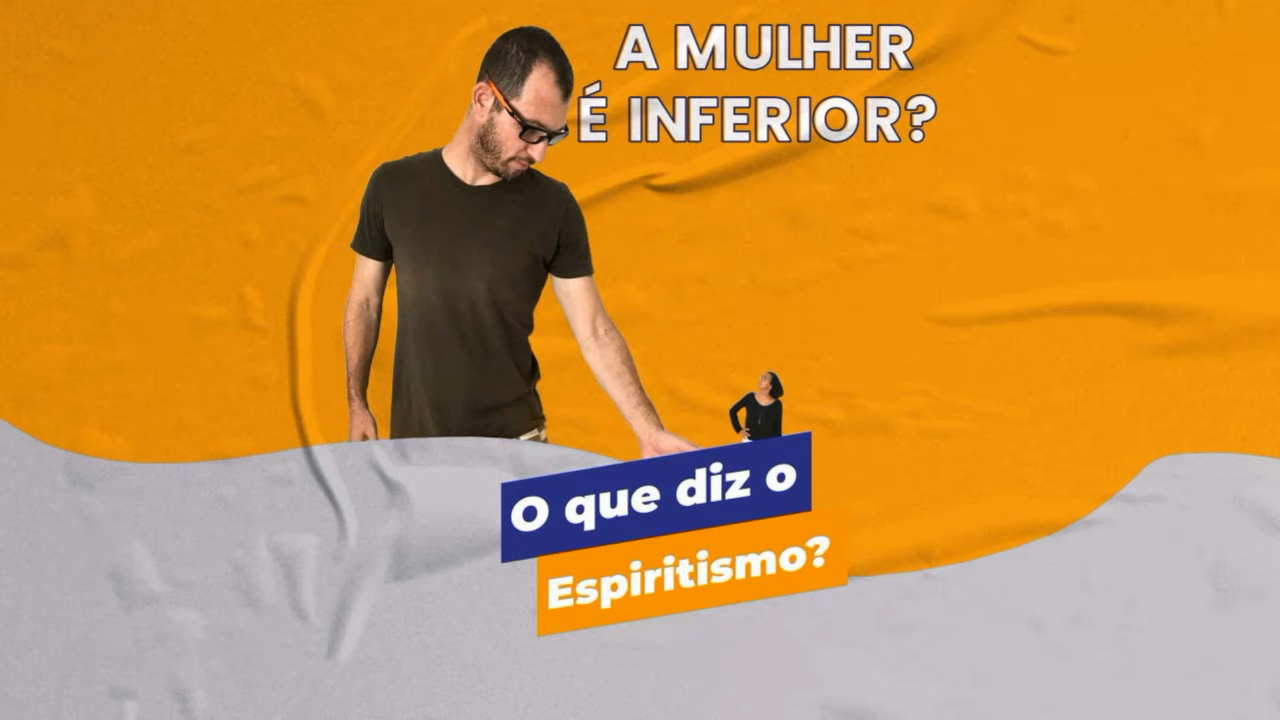 A MULHER
É INFERIOR?
O que diz o
Espiritismo?